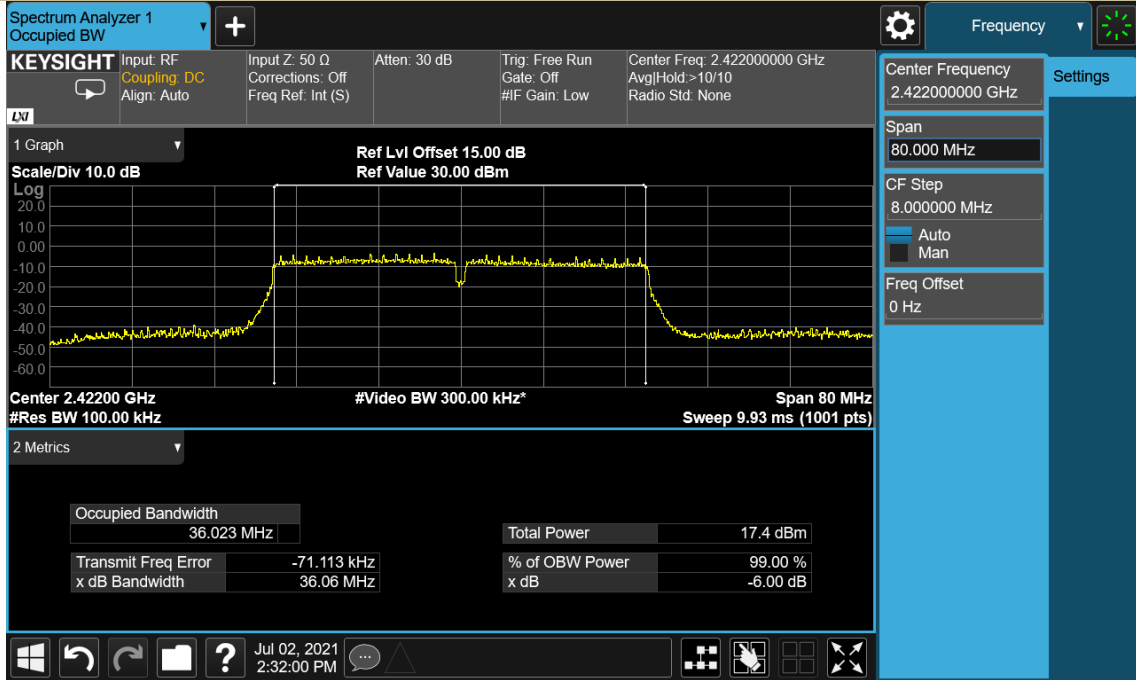 Spectrum Analyzer 1
Occupied BW
+
Frequency
KEYSIGHT
LXI
Input: RF
Coupling: DC
Align: Auto
Input Z: 50 Ω
Corrections: Off
Freq Ref: Int (S)
Atten: 30 dB
Trig: Free Run
Gate: Off
#IF Gain: Low
Center Freq: 2.422000000 GHz
Avg|Hold:>10/10
Radio Std: None
Center Frequency
2.422000000 GHz
Settings
Span
80.000 MHz
CF Step
8.000000 MHz
Auto
Man
Freq Offset
0 Hz
1 Graph
Scale/Div 10.0 dB
Ref Lvl Offset 15.00 dB
Ref Value 30.00 dBm
Log
20.0
10.0
0.00
-10.0
-20.0
-30.0
-40.0
-50.0
-60.0
Center 2.42200 GHz
#Video BW 300.00 kHz*
Span 80 MHz
#Res BW 100.00 kHz
Sweep 9.93 ms (1001 pts)
2 Metrics
Occupied Bandwidth
36.023 MHz
Total Power 17.4 dBm
Transmit Freq Error -71.113 kHz
% of OBW Power 99.00 %
x dB Bandwidth 36.06 MHz
x dB -6.00 dB
?
Jul 02, 2021
2:32:00 PM